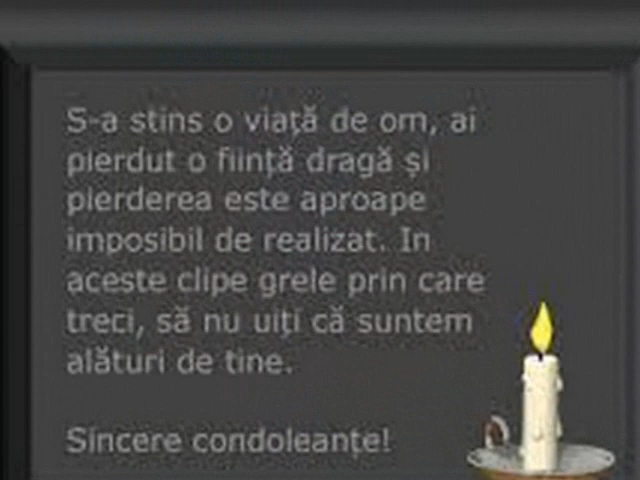 S-a stins o viață de om, ai
pierdut o ființă dragă și
pierderea este aproape
imposibil de realizat. In
aceste clipe grele prin care
treci, să nu uiți că suntem
alături de tine.
Sincere condoleanțe!